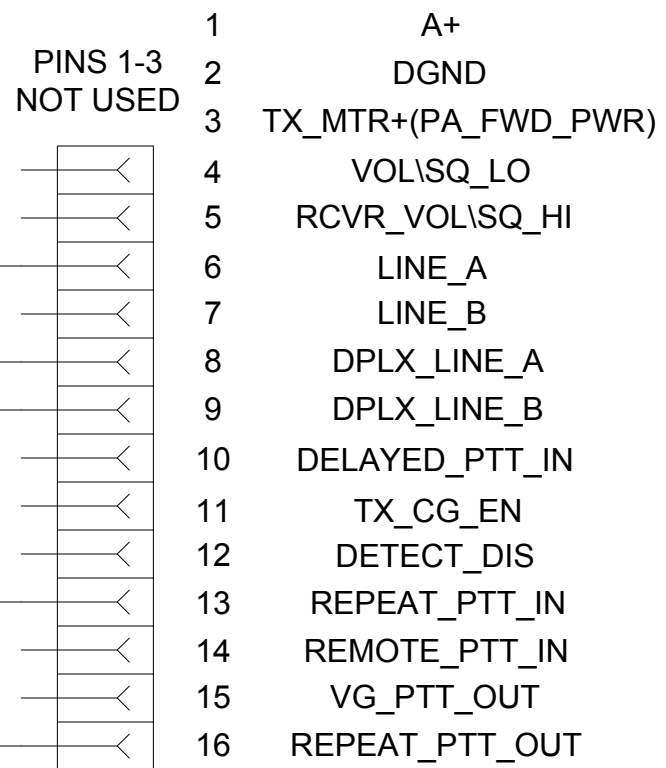 PINS 1-3
NOT USED
1 A+
2 DGND
3 TX_MTR+(PA_FWD_PWR)
4 VOL\SQ_LO
5 RCVR_VOL\SQ_HI
6 LINE_A
7 LINE_B
8 DPLX_LINE_A
9 DPLX_LINE_B
10 DELAYED_PTT_IN
11 TX_CG_EN
12 DETECT_DIS
13 REPEAT_PTT_IN
14 REMOTE_PTT_IN
15 VG_PTT_OUT
16 REPEAT_PTT_OUT